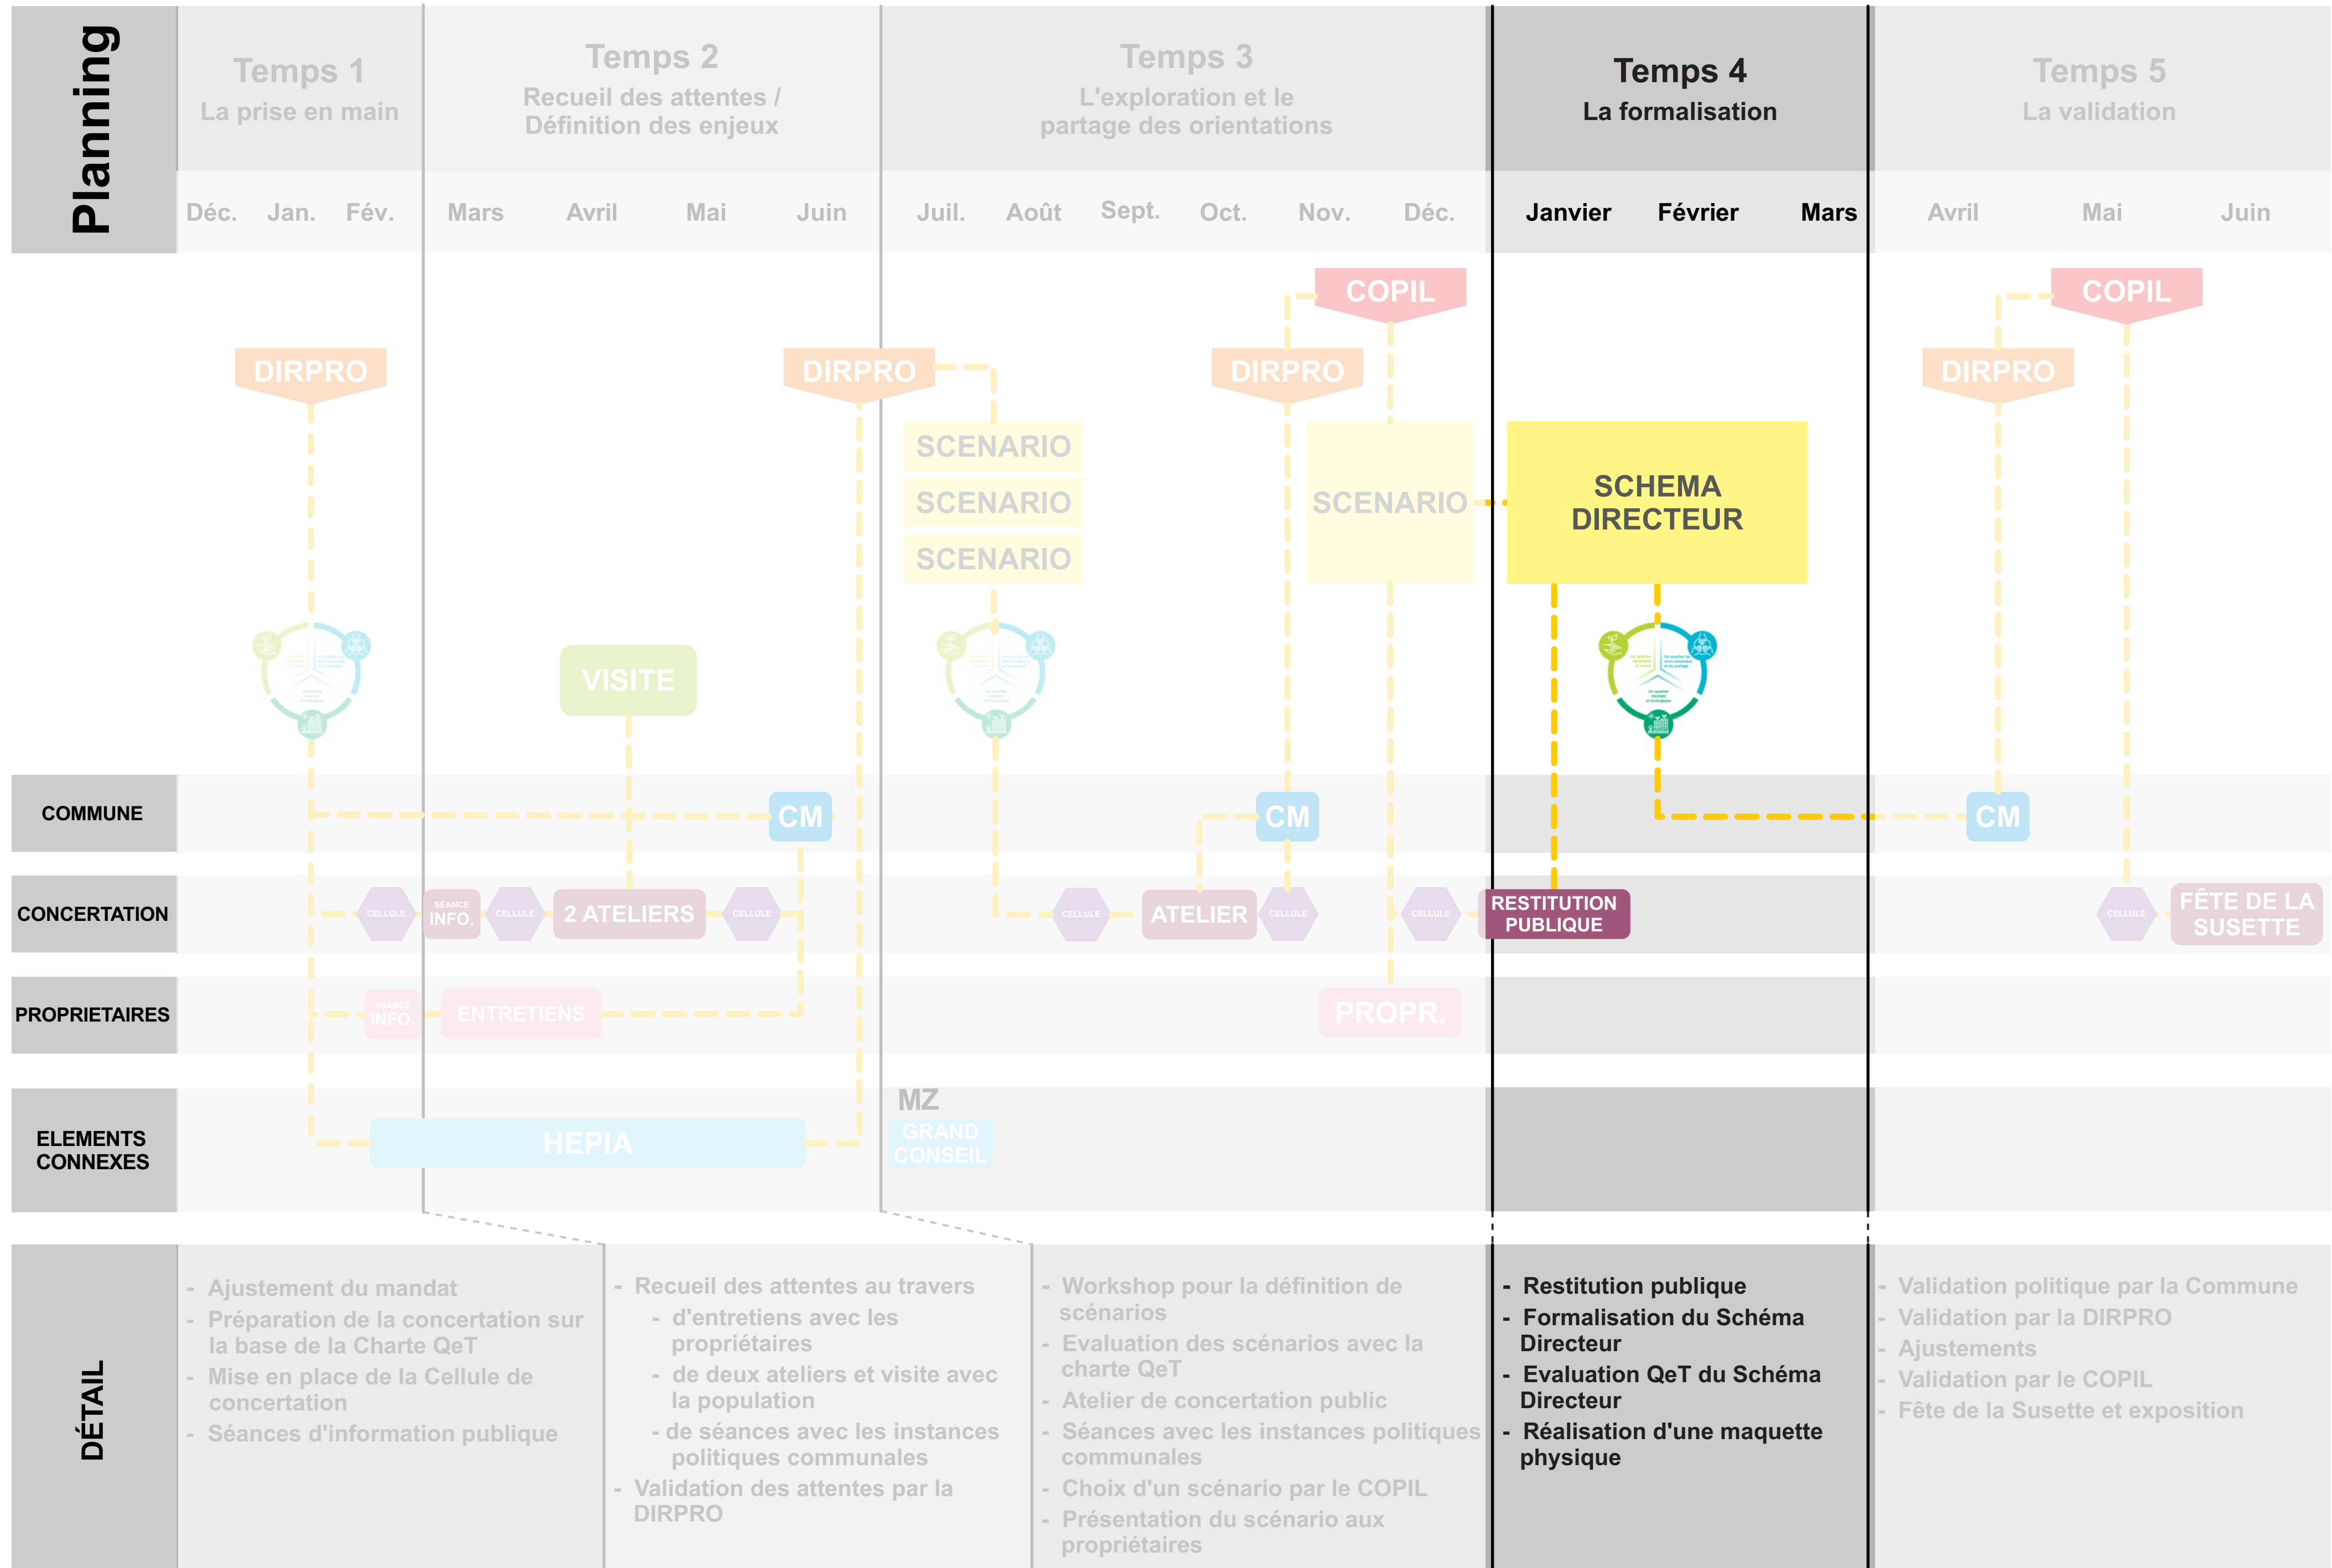 Planning
Temps 1
La prise en main
Temps 2
Recueil des attentes /
Définition des enjeux
Temps 3
L'exploration et le
partage des orientations
Temps 4
La formalisation
Temps 5
La validation
Déc. Jan. Fév. Mars Avril Mai Juin Juil. Août Sept. Oct. Nov. Déc. Janvier Février Mars Avril Mai Juin
COPIL COPIL
DIRPRO DIRPRO DIRPRO DIRPRO
SCENARIO
SCENARIO
SCENARIO
SCENARIO
SCHEMA
DIRECTEUR
VISITE
Un quartier
résilient
et écologique
COMMUNE
CM CM CM
CONCERTATION
CELLULE
SEANCE
INFO.
CELLULE
2 ATELIERS
CELLULE
CELLULE
ATELIER
CELLULE
CELLULE
RESTITUTION
PUBLIQUE
CELLULE
FÊTE DE LA
SUSETTE
PROPRIETAIRES
SEANCE
INFO.
ENTRETIENS
PROPR.
ELEMENTS
CONNEXES
HEPIA
MZ
GRAND
CONSEIL
DÉTAIL
- Ajustement du mandat
- Préparation de la concertation sur
la base de la Charte QeT
- Mise en place de la Cellule de
concertation
- Séances d'information publique
- Recueil des attentes au travers
- d'entretiens avec les
propriétaires
- de deux ateliers et visite avec
la population
- de séances avec les instances
politiques communales
- Validation des attentes par la
DIRPRO
- Workshop pour la définition de
scénarios
- Evaluation des scénarios avec la
charte QeT
- Atelier de concertation public
- Séances avec les instances politiques
communales
- Choix d'un scénario par le COPIL
- Présentation du scénario aux
propriétaires
- Restitution publique
- Formalisation du Schéma
Directeur
- Evaluation QeT du Schéma
Directeur
- Réalisation d'une maquette
physique
- Validation politique par la Commune
- Validation par la DIRPRO
- Ajustements
- Validation par le COPIL
- Fête de la Susette et exposition